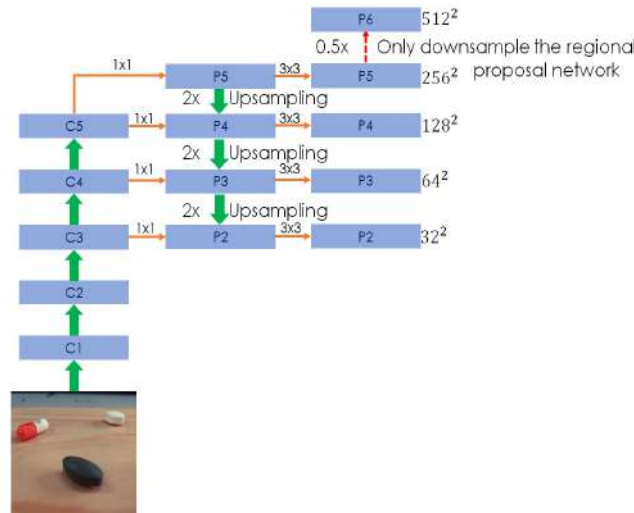 P6 512²
0.5x Only downsample the regional
proposal network
1x1 P5 3x3 P5 256²
2x Upsampling
C5 1x1 P4 3x3 P4 128²
2x Upsampling
C4 1x1 P3 3x3 P3 64²
2x Upsampling
C3 1x1 P2 3x3 P2 32²
C2
C1